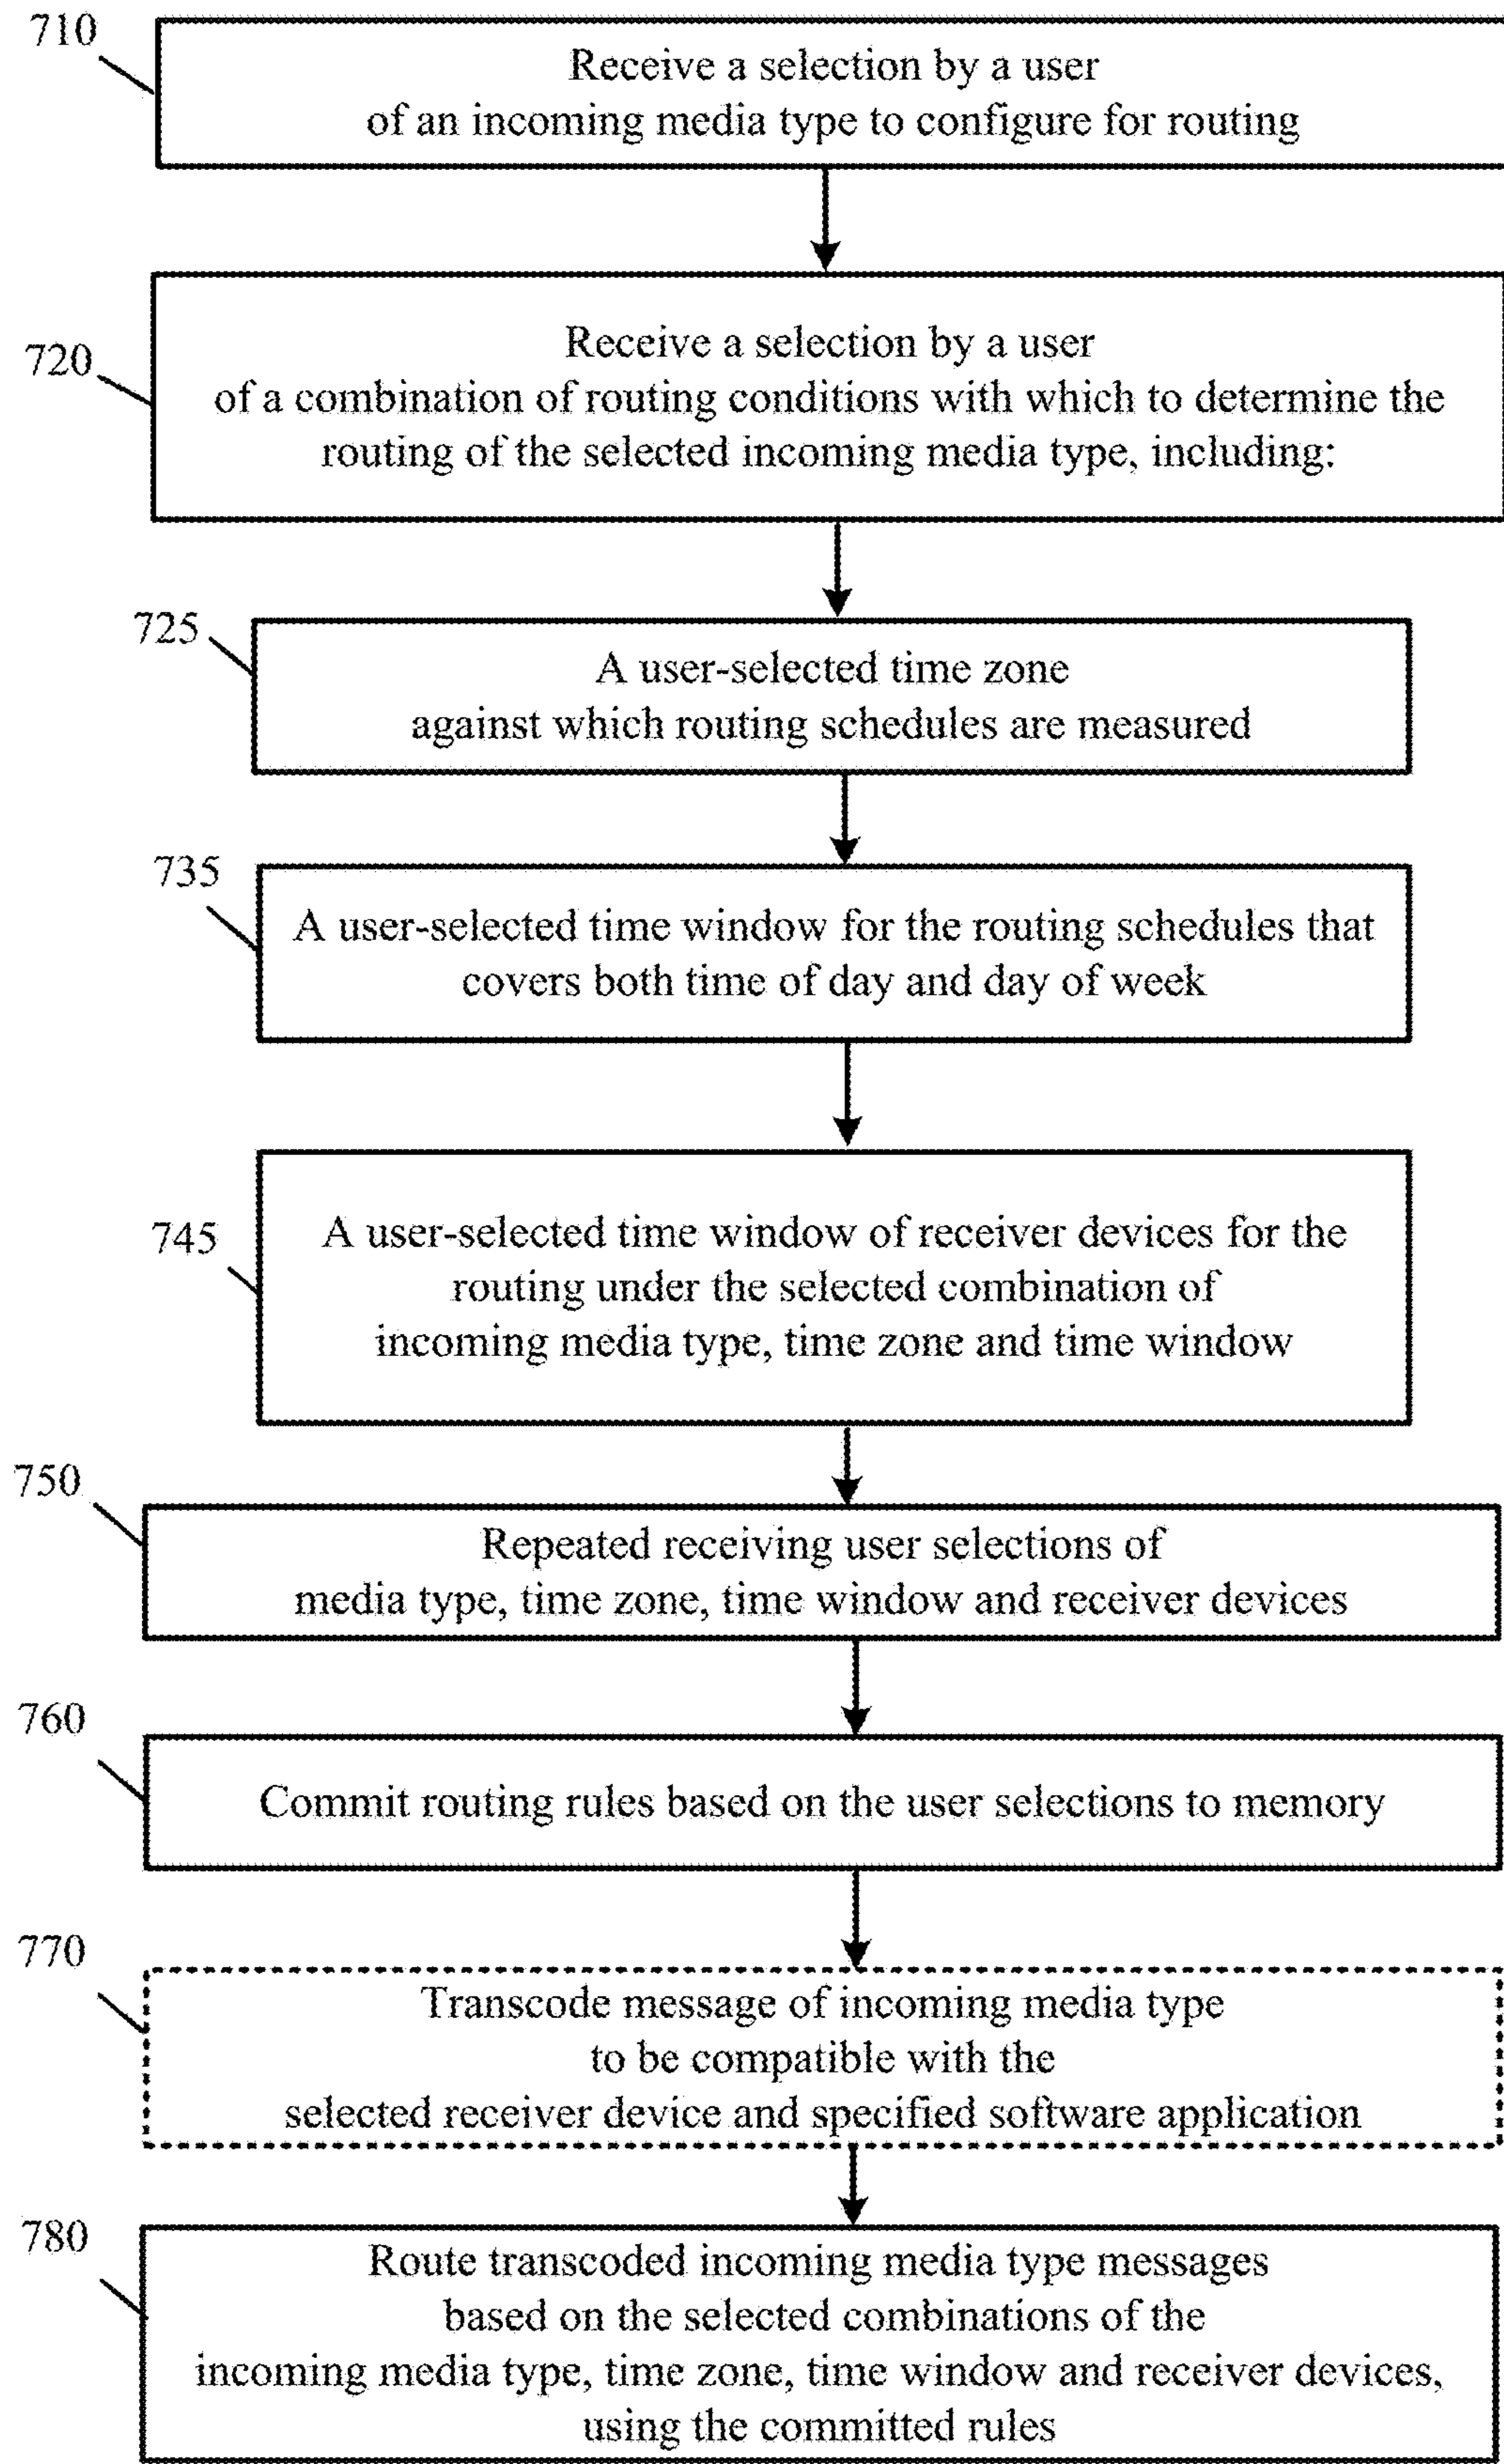 710
Receive a selection by a user
of an incoming media type to configure for routing
720
Receive a selection by a user
of a combination of routing conditions with which to determine the
routing of the selected incoming media type, including:
725
A user-selected time zone
against which routing schedules are measured
735
A user-selected time window for the routing schedules that
covers both time of day and day of week
745
A user-selected time window of receiver devices for the
routing under the selected combination of
incoming media type, time zone and time window
750
Repeated receiving user selections of
media type, time zone, time window and receiver devices
760
Commit routing rules based on the user selections to memory
770
Transcode message of incoming media type
to be compatible with the
selected receiver device and specified software application
780
Route transcoded incoming media type messages
based on the selected combinations of the
incoming media type, time zone, time window and receiver devices,
using the committed rules